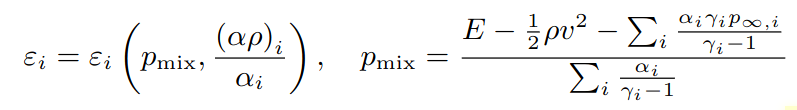 $\varepsilon_i = \varepsilon_i \left( p_{\text{mix}}, \frac{(\alpha\rho)_i}{\alpha_i} \right), \quad p_{\text{mix}} = \frac{E - \frac{1}{2}\rho v^2 - \sum_i \frac{\alpha_i \gamma_i p_{\infty,i}}{\gamma_i - 1}}{\sum_i \frac{\alpha_i}{\gamma_i - 1}}$